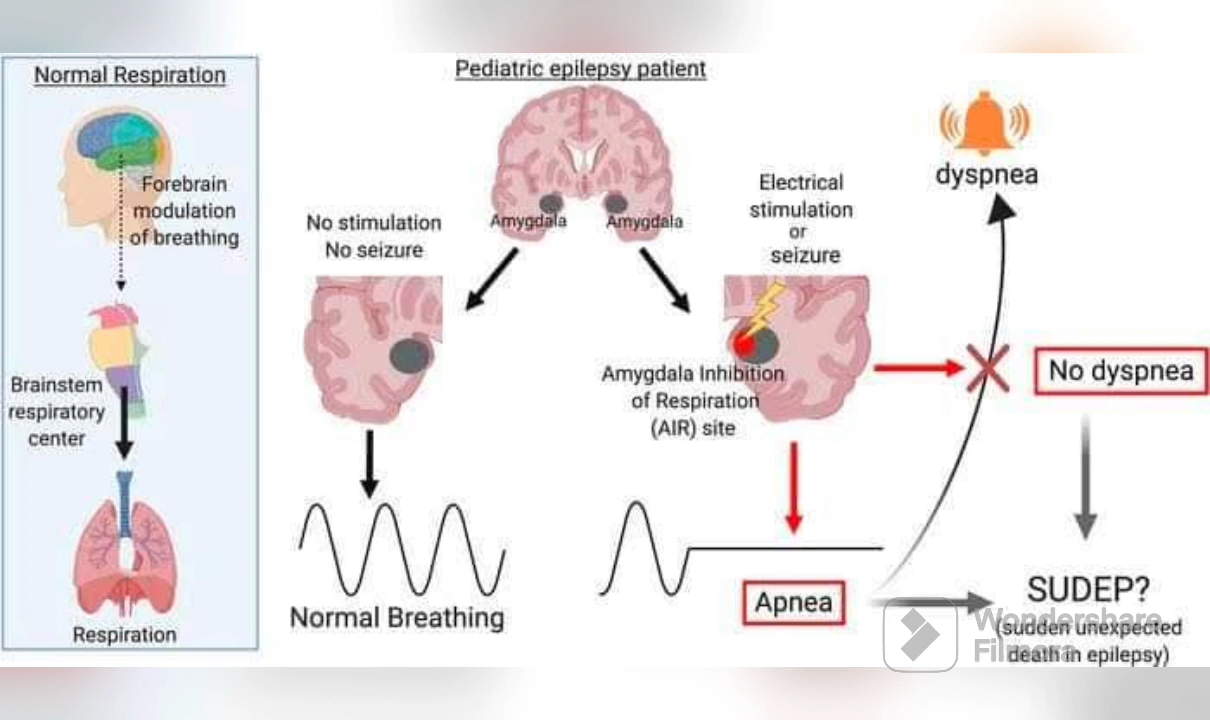 Normal Respiration
Forebrain
modulation
of breathing
Brainstem
respiratory
center
Respiration
Pediatric epilepsy patient
Amygdala
Amygdala
No stimulation
No seizure
Normal Breathing
Electrical
stimulation
or
seizure
Amygdala Inhibition
of Respiration
(AIR) site
Apnea
dyspnea
No dyspnea
SUDEP?
(sudden unexpected
death in epilepsy)
Wondershare
Filmora